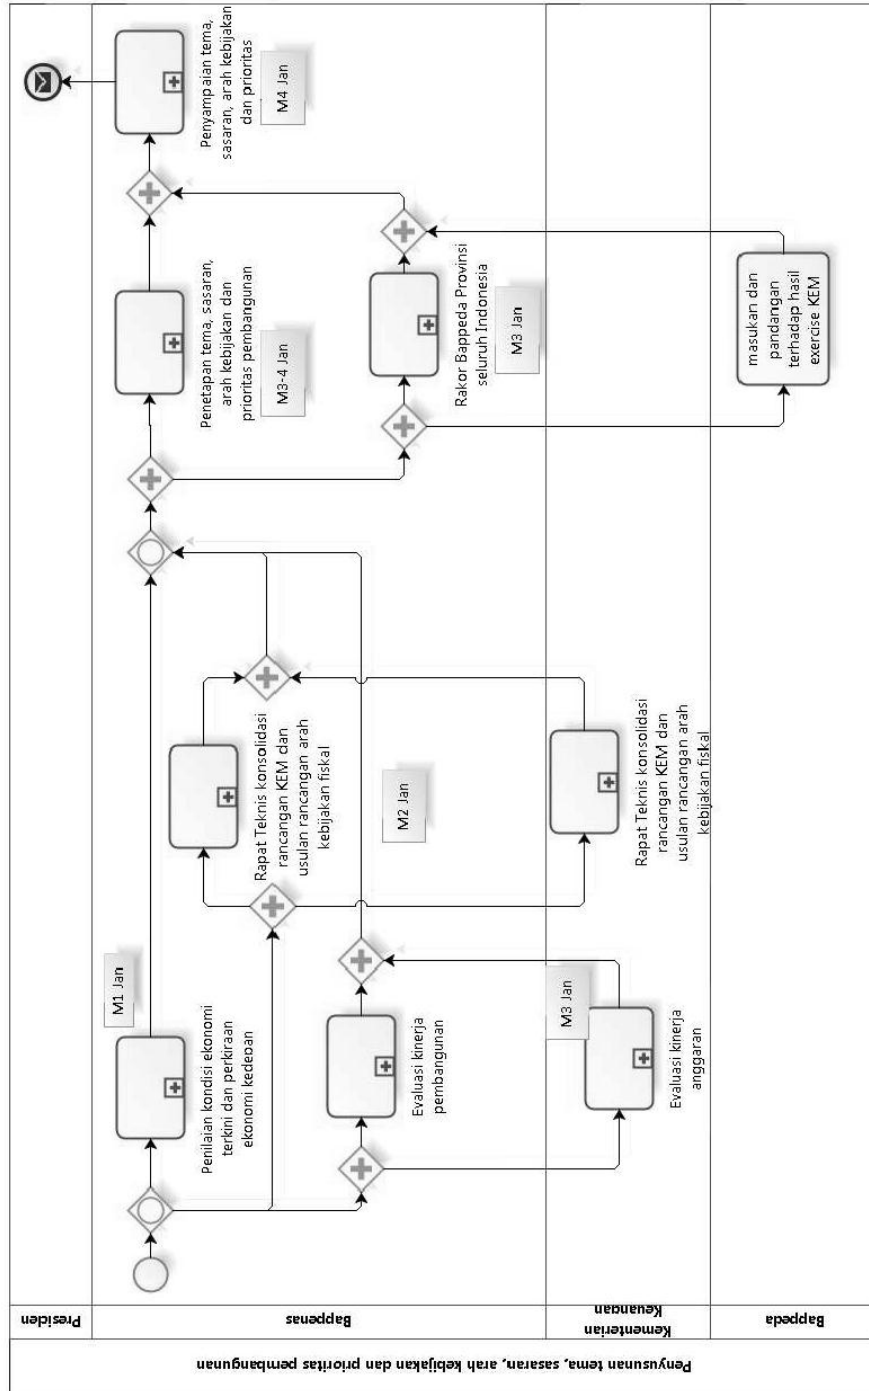 Penyusunan tema, sasaran, arah kebijakan dan prioritas pembangunan
Presiden
Bappenas
Kementerian
Keuangan
Bappeda
Penilaian kondisi ekonomi
terkini dan perkiraan
ekonomi kedepan
M1 Jan
Rapat Teknis konsolidasi
rancangan KEM dan
usulan rancangan arah
kebijakan fiskal
M2 Jan
Evaluasi kinerja
pembangunan
M3 Jan
Evaluasi kinerja
anggaran
Rapat Teknis konsolidasi
rancangan KEM dan
usulan rancangan arah
kebijakan fiskal
Penetapan tema, sasaran,
arah kebijakan dan
prioritas pembangunan
M3-4 Jan
Rakor Bappeda Provinsi
seluruh Indonesia
M3 Jan
masukan dan
pandangan
terhadap hasil
exercise KEM
Penyampaian tema,
sasaran, arah kebijakan
dan prioritas
M4 Jan